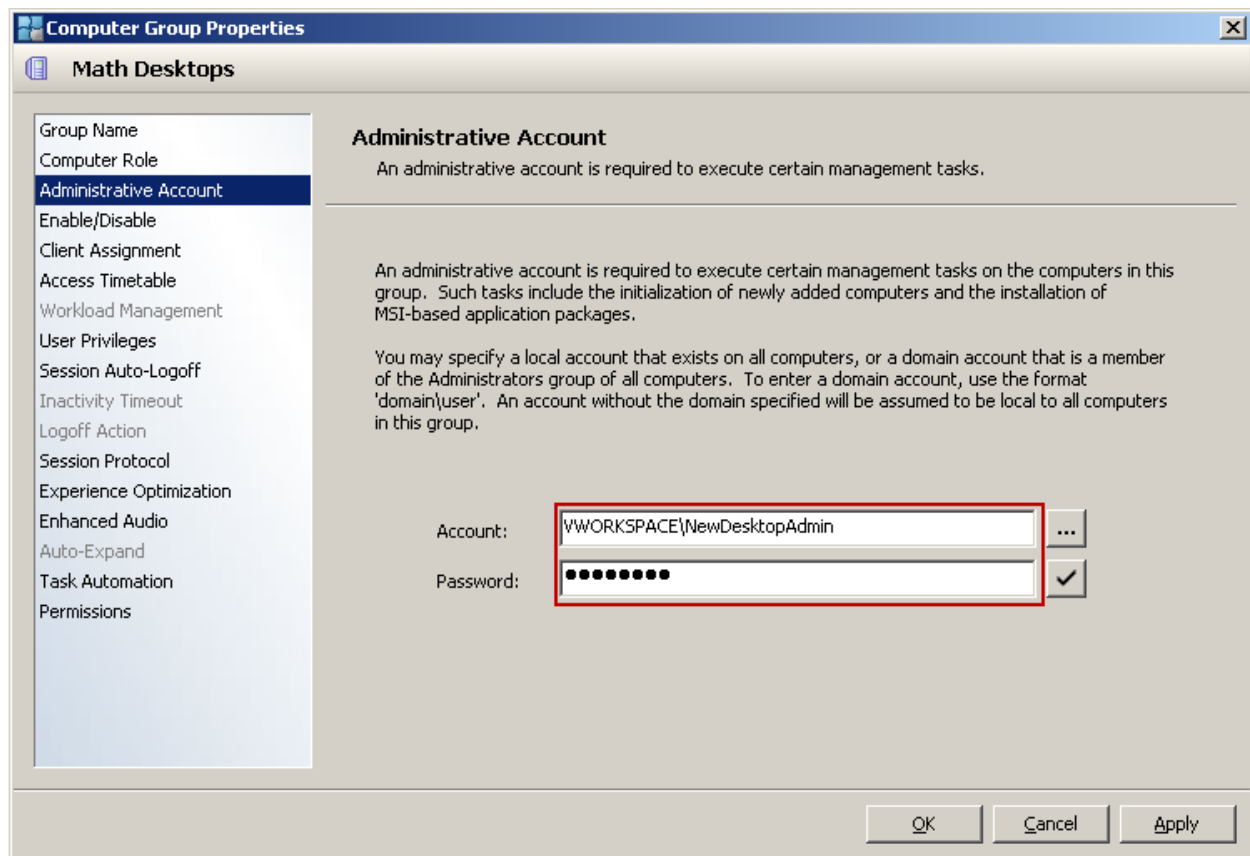 Computer Group Properties
Math Desktops
Group Name
Computer Role
Administrative Account
Enable/Disable
Client Assignment
Access Timetable
Workload Management
User Privileges
Session Auto-Logoff
Inactivity Timeout
Logoff Action
Session Protocol
Experience Optimization
Enhanced Audio
Auto-Expand
Task Automation
Permissions
Administrative Account
An administrative account is required to execute certain management tasks.
An administrative account is required to execute certain management tasks on the computers in this
group. Such tasks include the initialization of newly added computers and the installation of
MSI-based application packages.
You may specify a local account that exists on all computers, or a domain account that is a member
of the Administrators group of all computers. To enter a domain account, use the format
'domain\user'. An account without the domain specified will be assumed to be local to all computers
in this group.
Account: VWORKSPACE\NewDesktopAdmin ...
Password: ●●●●●●●●
OK Cancel Apply